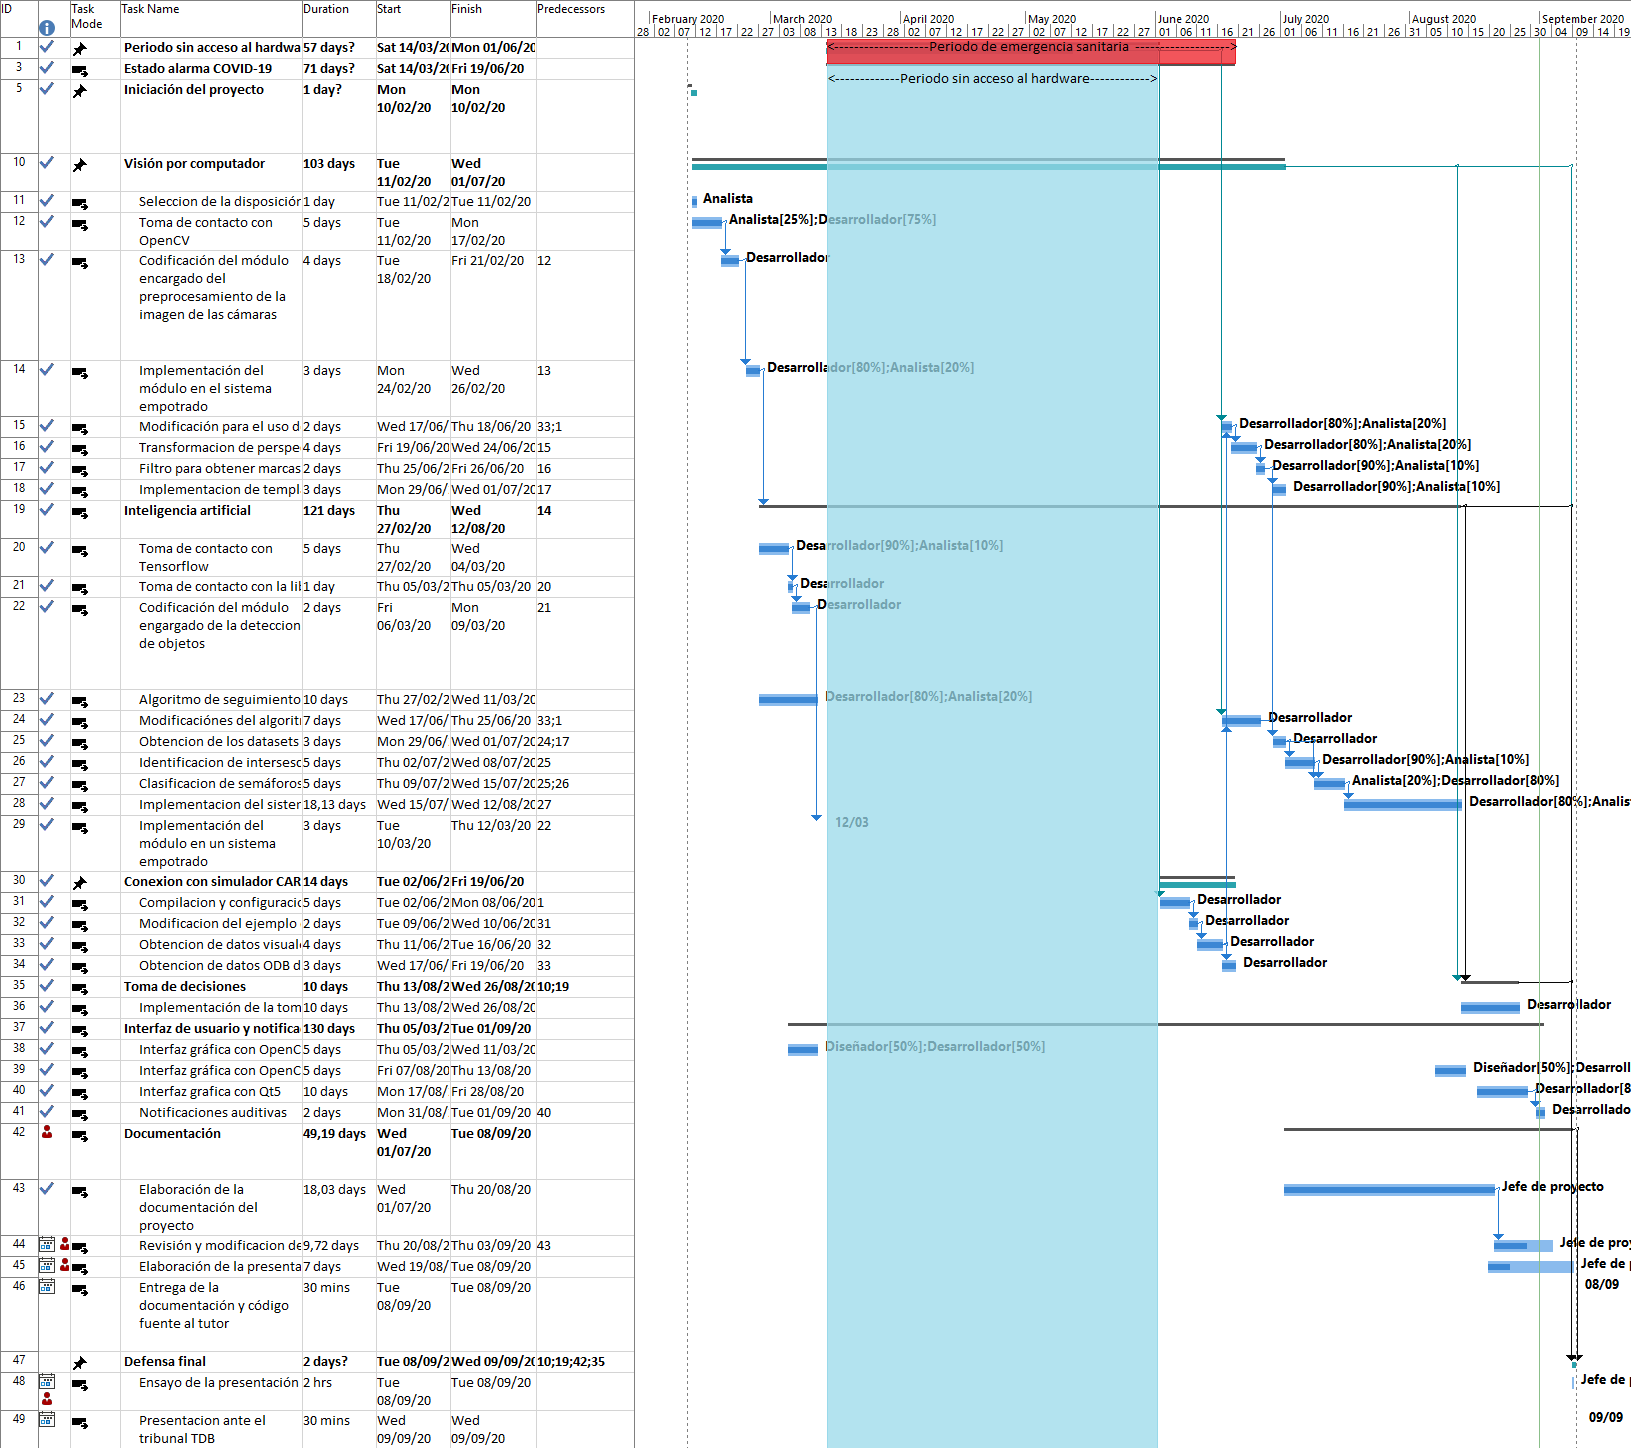 ID Task Mode Task Name Duration Start Finish Predecessors
February 2020 March 2020 April 2020 May 2020 June 2020 July 2020 August 2020 September 2020
28 02 07 12 17 22 27 03 08 13 18 23 28 02 07 12 17 22 27 02 07 12 17 22 27 01 06 11 16 21 26 01 06 11 16 21 26 31 05 10 15 20 25 30 04 09 14 19
1 Periodo sin acceso al hardwa 57 days? Sat 14/03/20 Mon 01/06/20
<---------------Periodo de emergencia sanitaria--------------->
3 Estado alarma COVID-19 71 days? Sat 14/03/20 Fri 19/06/20
<-------------Periodo sin acceso al hardware------------>
5 Iniciación del proyecto 1 day? Mon 10/02/20 Mon 10/02/20
10 Visión por computador 103 days Tue 11/02/20 Wed 01/07/20
11 Seleccion de la disposición 1 day Tue 11/02/2 Tue 11/02/20 Analista
12 Toma de contacto con OpenCV 5 days Tue 11/02/20 Mon 17/02/20 Analista[25%];Desarrollador[75%]
13 Codificación del módulo encargado del preprocesamiento de la imagen de las cámaras 4 days Tue 18/02/20 Fri 21/02/20 12 Desarrollador
14 Implementación del módulo en el sistema empotrado 3 days Mon 24/02/20 Wed 26/02/20 13 Desarrollador[80%];Analista[20%]
15 Modificación para el uso d 2 days Wed 17/06/ Thu 18/06/20 33;1 Desarrollador[80%];Analista[20%]
16 Transformacion de perspe 4 days Fri 19/06/20 Wed 24/06/20 15 Desarrollador[80%];Analista[20%]
17 Filtro para obtener marcas 2 days Thu 25/06/2 Fri 26/06/20 16 Desarrollador[90%];Analista[10%]
18 Implementacion de templ 3 days Mon 29/06/ Wed 01/07/20 17 Desarrollador[90%];Analista[10%]
19 Inteligencia artificial 121 days Thu 27/02/20 Wed 12/08/20 14
20 Toma de contacto con Tensorflow 5 days Thu 27/02/20 Wed 04/03/20 Desarrollador[90%];Analista[10%]
21 Toma de contacto con la lil 1 day Thu 05/03/2 Thu 05/03/20 20 Desarrollador
22 Codificación del módulo engargado de la deteccion de objetos 2 days Fri 06/03/20 Mon 09/03/20 21 Desarrollador
23 Algoritmo de seguimiento 10 days Thu 27/02/2 Wed 11/03/20 Desarrollador[80%];Analista[20%]
24 Modificaciónes del algorit 7 days Wed 17/06/ Thu 25/06/20 33;1 Desarrollador
25 Obtencion de los datasets 3 days Mon 29/06/ Wed 01/07/20 24;17 Desarrollador
26 Identificacion de intersecc 5 days Thu 02/07/2 Wed 08/07/20 25 Desarrollador[90%];Analista[10%]
27 Clasificacion de semáforos 5 days Thu 09/07/2 Wed 15/07/20 25;26 Analista[20%];Desarrollador[80%]
28 Implementacion del sister 18,13 days Wed 15/07/ Wed 12/08/20 27 Desarrollador[80%];Analis
29 Implementación del módulo en un sistema empotrado 3 days Tue 10/03/20 Thu 12/03/20 22 12/03
30 Conexion con simulador CAR 14 days Tue 02/06/2 Fri 19/06/20
31 Compilacion y configuracic 5 days Tue 02/06/2 Mon 08/06/20 1 Desarrollador
32 Modificacion del ejemplo 2 days Tue 09/06/2 Wed 10/06/20 31 Desarrollador
33 Obtencion de datos visual 4 days Thu 11/06/2 Tue 16/06/20 32 Desarrollador
34 Obtencion de datos ODB d 3 days Wed 17/06/ Fri 19/06/20 33 Desarrollador
35 Toma de decisiones 10 days Thu 13/08/2 Wed 26/08/20 10;19
36 Implementación de la tom 10 days Thu 13/08/2 Wed 26/08/20 Desarrollador
37 Interfaz de usuario y notifica 130 days Thu 05/03/2 Tue 01/09/20
38 Interfaz gráfica con OpenC 5 days Thu 05/03/2 Wed 11/03/20 Diseñador[50%];Desarrollador[50%]
39 Interfaz gráfica con OpenC 5 days Fri 07/08/20 Thu 13/08/20 Diseñador[50%];Desarroll
40 Interfaz grafica con Qt5 10 days Mon 17/08/ Fri 28/08/20 Desarrollador[8
41 Notificaciones auditivas 2 days Mon 31/08/ Tue 01/09/20 40 Desarrollado
42 Documentación 49,19 days Wed 01/07/20 Tue 08/09/20
43 Elaboración de la documentación del proyecto 18,03 days Wed 01/07/20 Thu 20/08/20 Jefe de proyecto
44 Revisión y modificacion de 9,72 days Thu 20/08/2 Thu 03/09/20 43 Jefe de proy
45 Elaboración de la presenta 7 days Wed 19/08/ Tue 08/09/20 Jefe de p
46 Entrega de la documentación y código fuente al tutor 30 mins Tue 08/09/20 Tue 08/09/20 08/09
47 Defensa final 2 days? Tue 08/09/2 Wed 09/09/20 10;19;42;35
48 Ensayo de la presentación 2 hrs Tue 08/09/20 Tue 08/09/20 Jefe de p
49 Presentacion ante el tribunal TDB 30 mins Wed 09/09/20 Wed 09/09/20 09/09